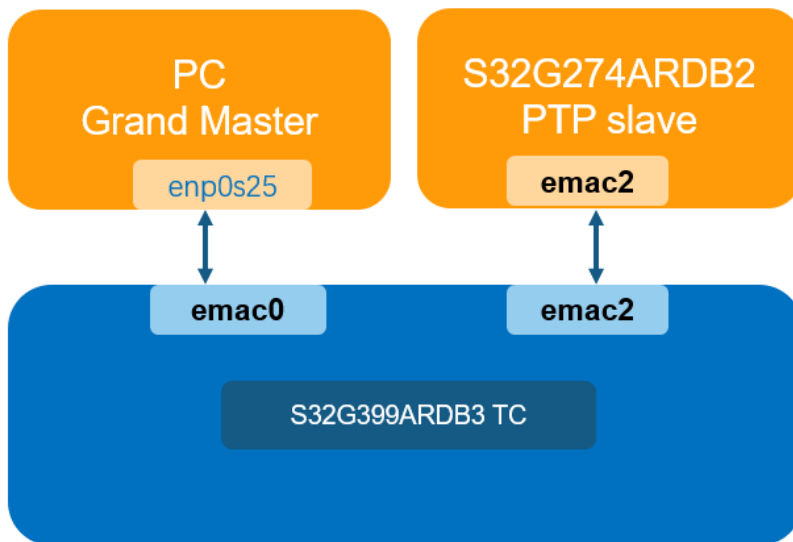 PC
Grand Master
enp0s25
S32G274ARDB2
PTP slave
emac2
emac0
emac2
S32G399ARDB3 TC